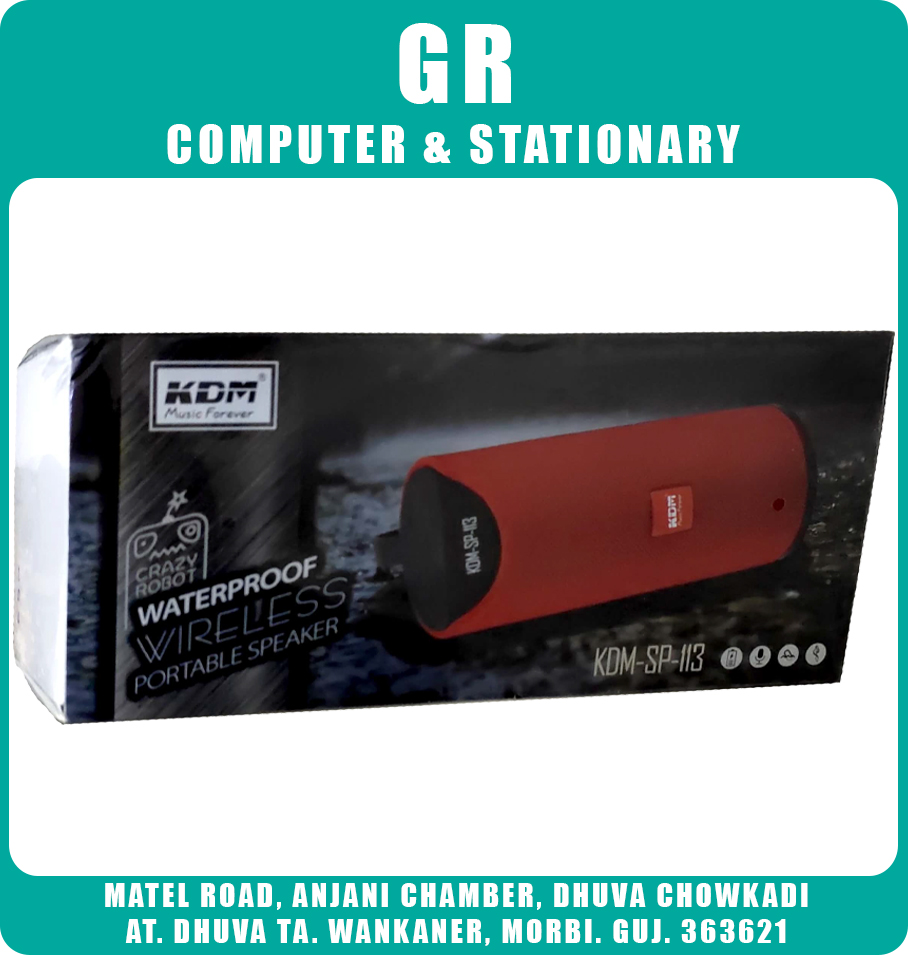 GR
COMPUTER & STATIONARY
KDM®
Music Forever
CRAZY
ROBOT
WATERPROOF
WIRELESS
PORTABLE SPEAKER
KDM-SP-113
KDM
KDM-SP-113
MATEL ROAD, ANJANI CHAMBER, DHUVA CHOWKADI
AT. DHUVA TA. WANKANER, MORBI. GUJ. 363621